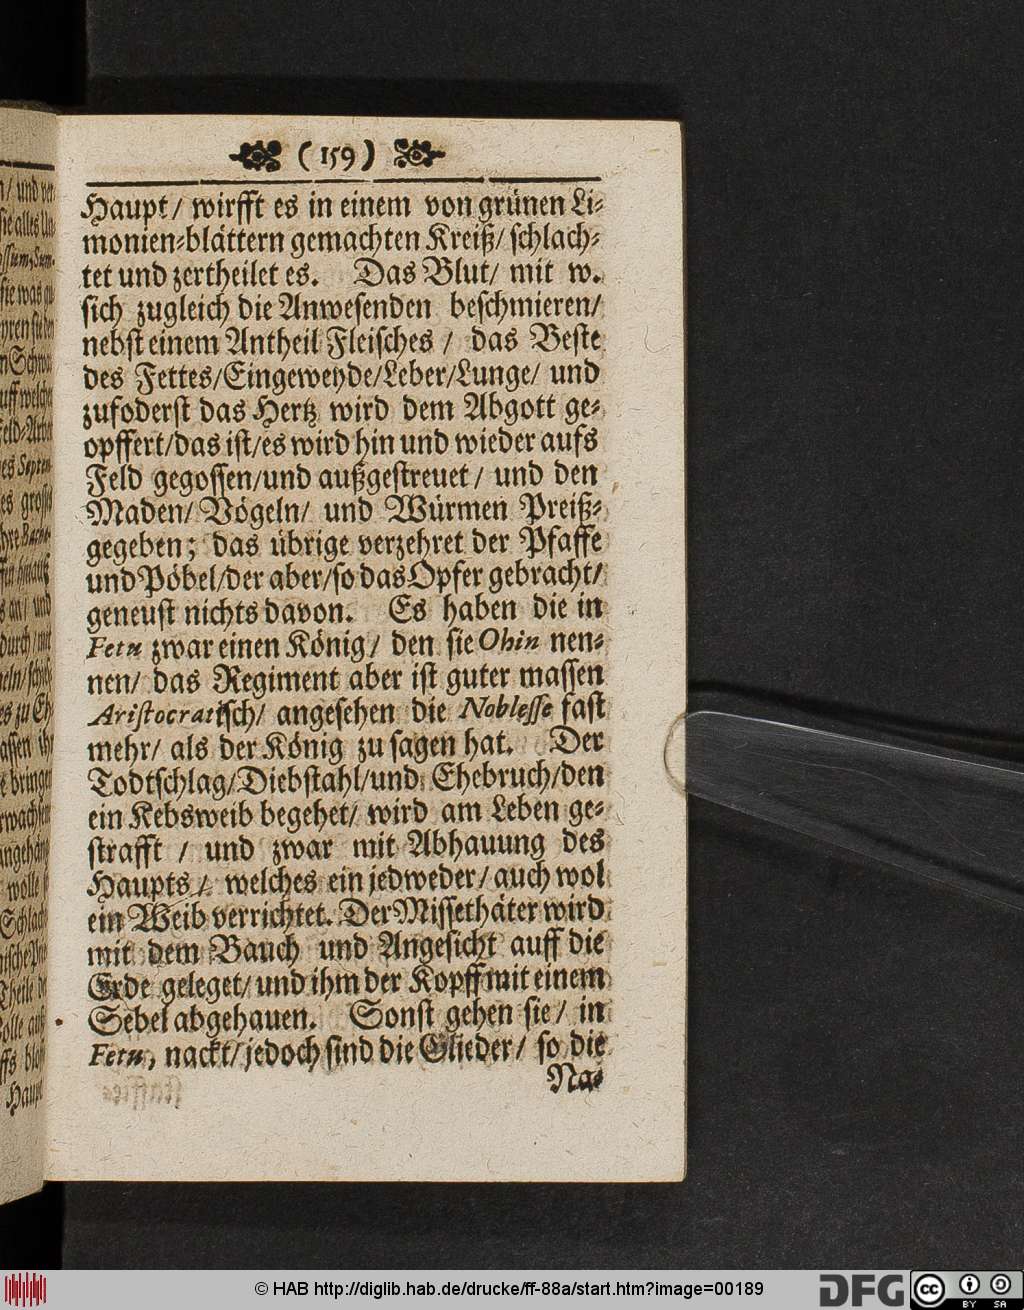 ( 159 )
Haupt/ wirfft es in einem von grünen Li-
monien-blättern gemachten Kreiß/ schlach-
tet und zertheilet es. Das Blut/ mit w.
sich zugleich die Anwesenden beschmieren/
nebst einem Antheil Fleisches / das Beste
des Fettes/Eingeweyde/Leber/Lunge/ und
zufoderst das Hertz wird dem Abgott ge-
opffert/das ist/es wird hin und wieder aufs
Feld gegossen/und außgestreuet / und den
Maden/ Vögeln/ und Würmen Preiß-
gegeben; das übrige verzehret der Pfaffe
und Pöbel/der aber/so das Opfer gebracht/
geneust nichts davon. Es haben die in
Fetu zwar einen König/ den sie Ohin nen-
nen/ das Regiment aber ist guter massen
Aristocratisch/ angesehen die Noblesse fast
mehr/ als der König zu sagen hat. Der
Todtschlag/Diebstahl/und Ehebruch/den
ein Kebsweib begehet/ wird am Leben ge-
strafft / und zwar mit Abhauung des
Haupts/ welches ein jedweder/ auch wol
ein Weib verrichtet. Der Missethäter wird
mit dem Bauch und Angesicht auff die
Erde geleget/ und ihm der Kopff mit einem
Sebel abgehauen. Sonst gehen sie/ in
Fetu, nackt/ jedoch sind die Glieder/ so die
Na-
© HAB http://diglib.hab.de/drucke/ff-88a/start.htm?image=00189
DFG
cc
BY SA